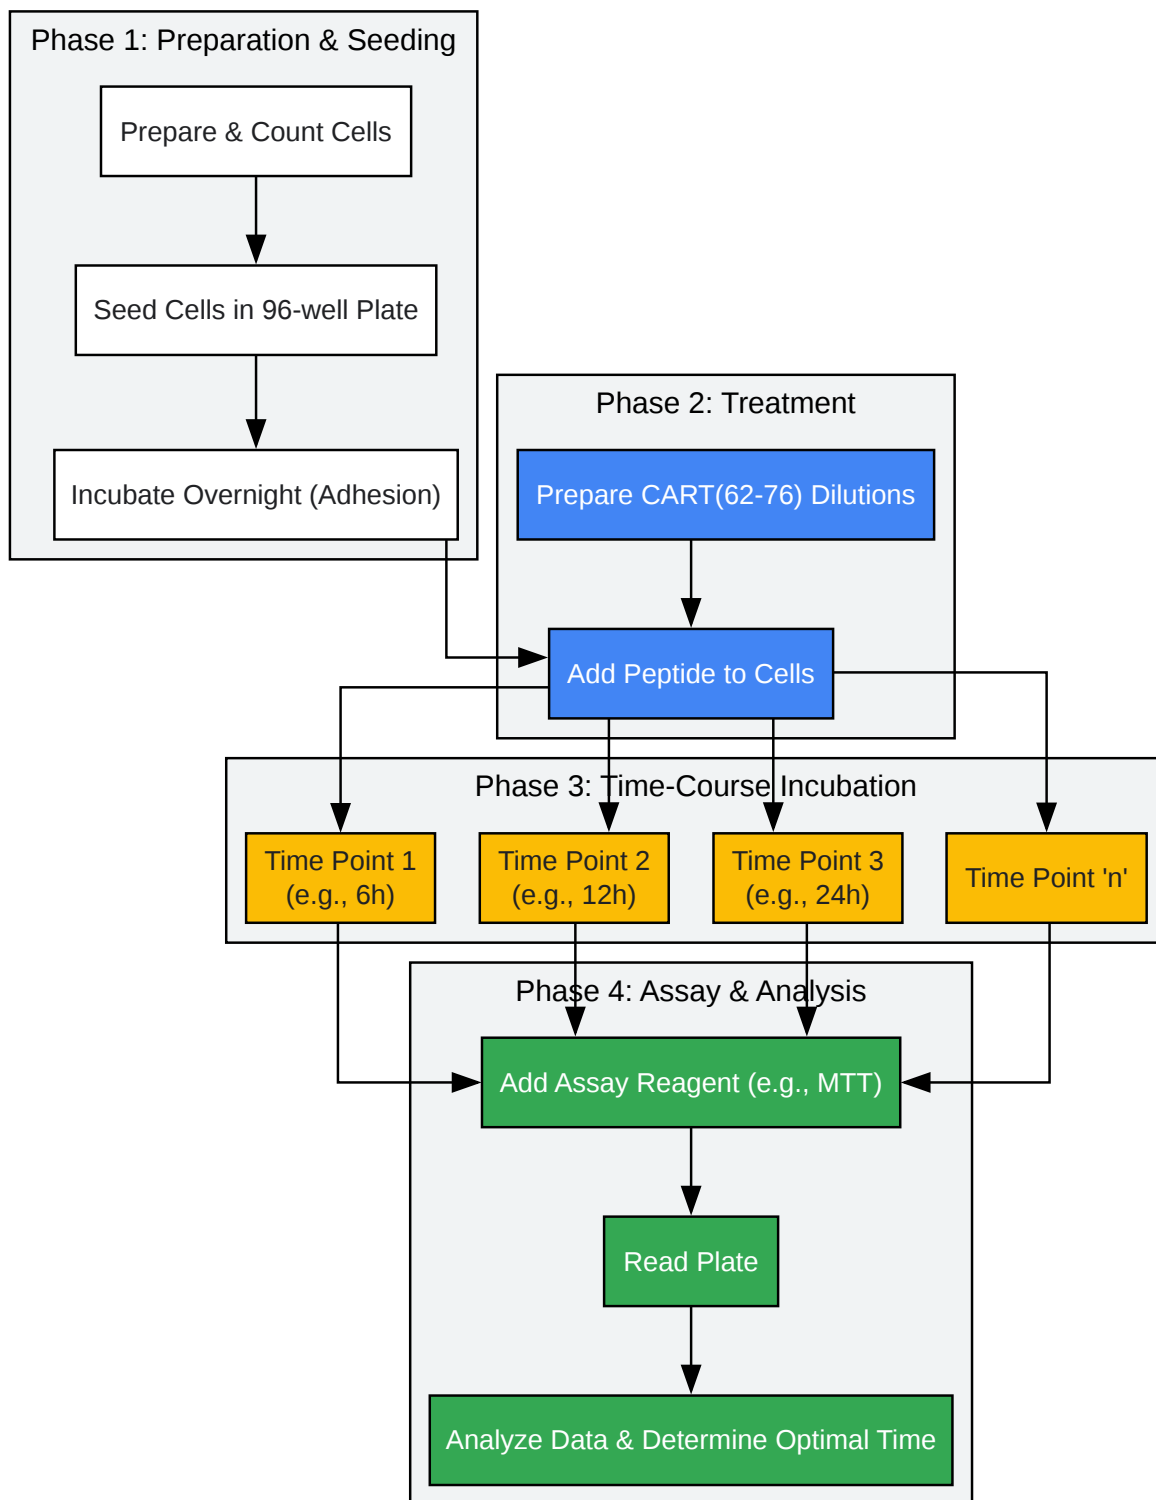 Phase 1: Preparation & Seeding
Prepare & Count Cells
Seed Cells in 96-well Plate
Incubate Overnight (Adhesion)
Phase 2: Treatment
Prepare CART(62-76) Dilutions
Add Peptide to Cells
Phase 3: Time-Course Incubation
Time Point 1
(e.g., 6h)
Time Point 2
(e.g., 12h)
Time Point 3
(e.g., 24h)
Time Point 'n'
Phase 4: Assay & Analysis
Add Assay Reagent (e.g., MTT)
Read Plate
Analyze Data & Determine Optimal Time